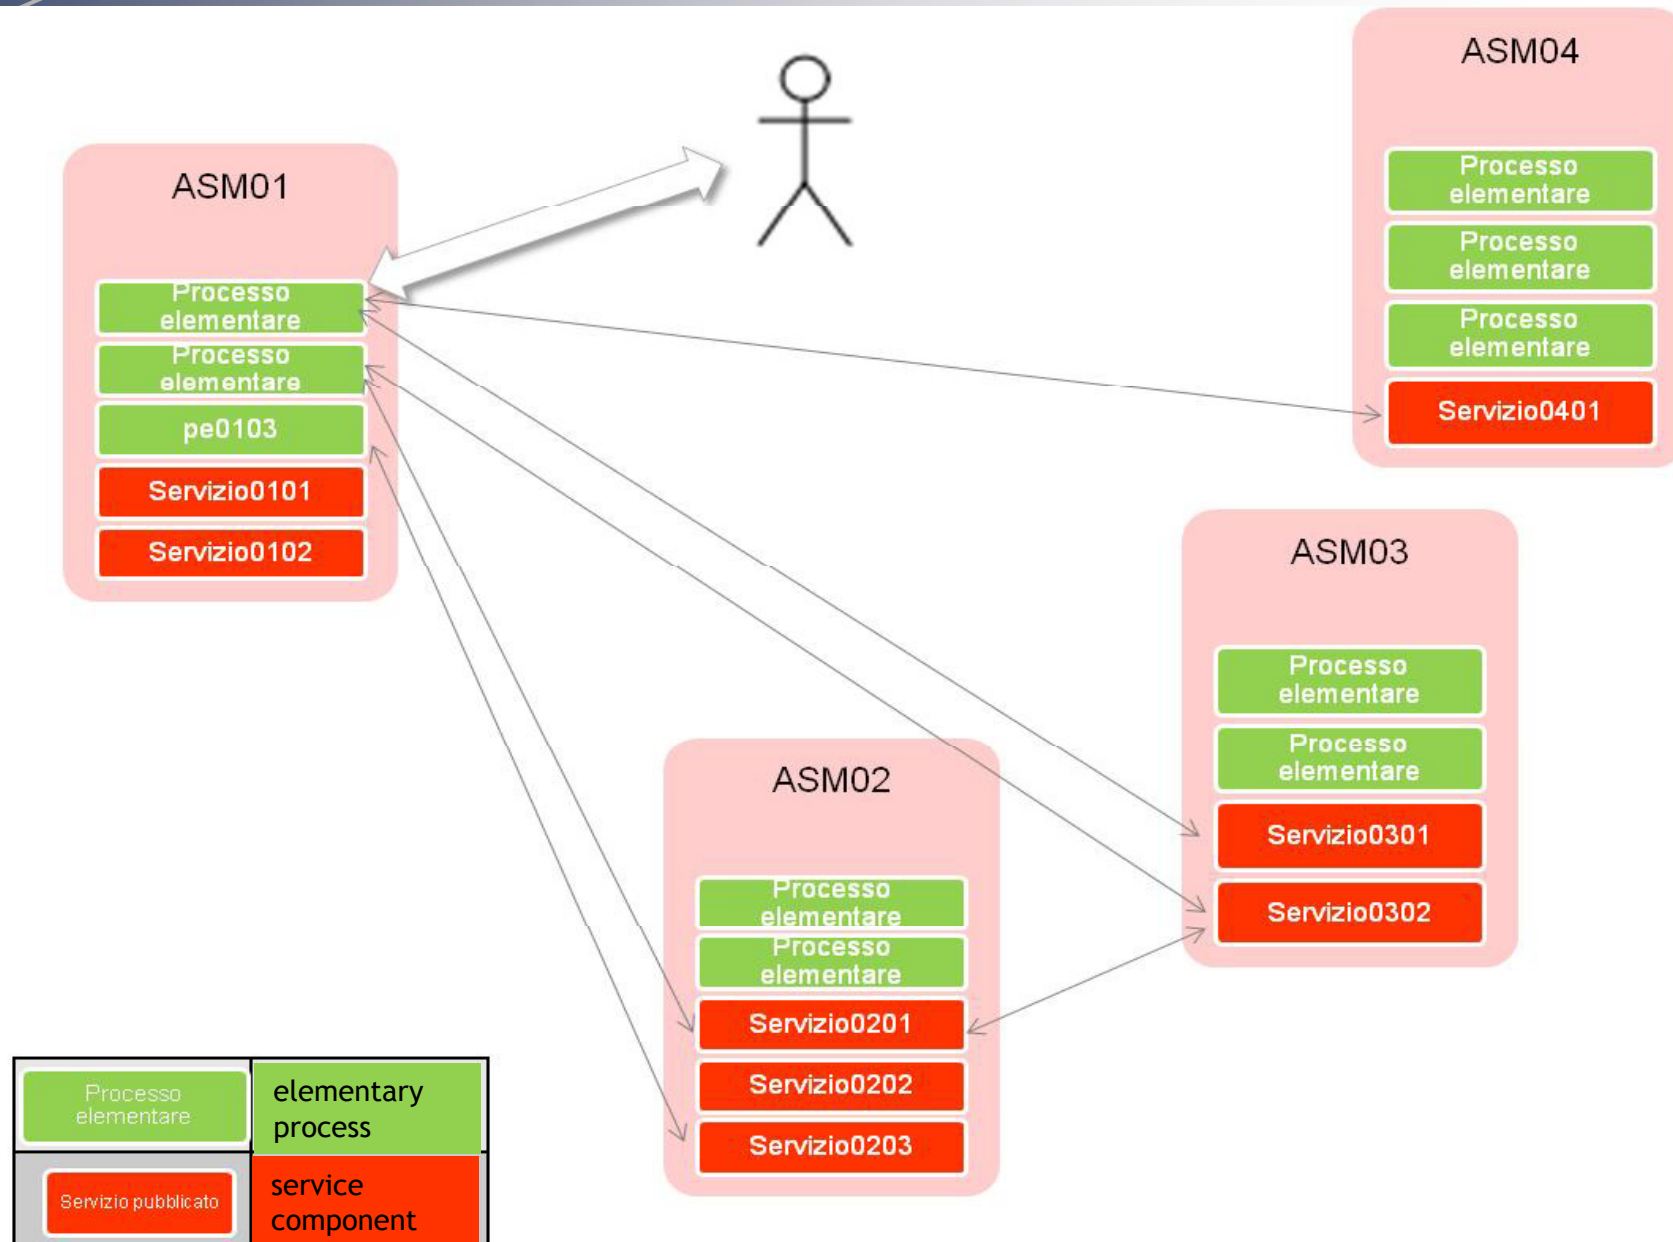 ASM04
Processo
elementare
Processo
elementare
Processo
elementare
Servizio0401
ASM01
Processo
elementare
Processo
elementare
pe0103
Servizio0101
Servizio0102
ASM03
Processo
elementare
Processo
elementare
Servizio0301
Servizio0302
ASM02
Processo
elementare
Processo
elementare
Servizio0201
Servizio0202
Servizio0203
Processo
elementare
elementary
process
Servizio pubblicato
service
component